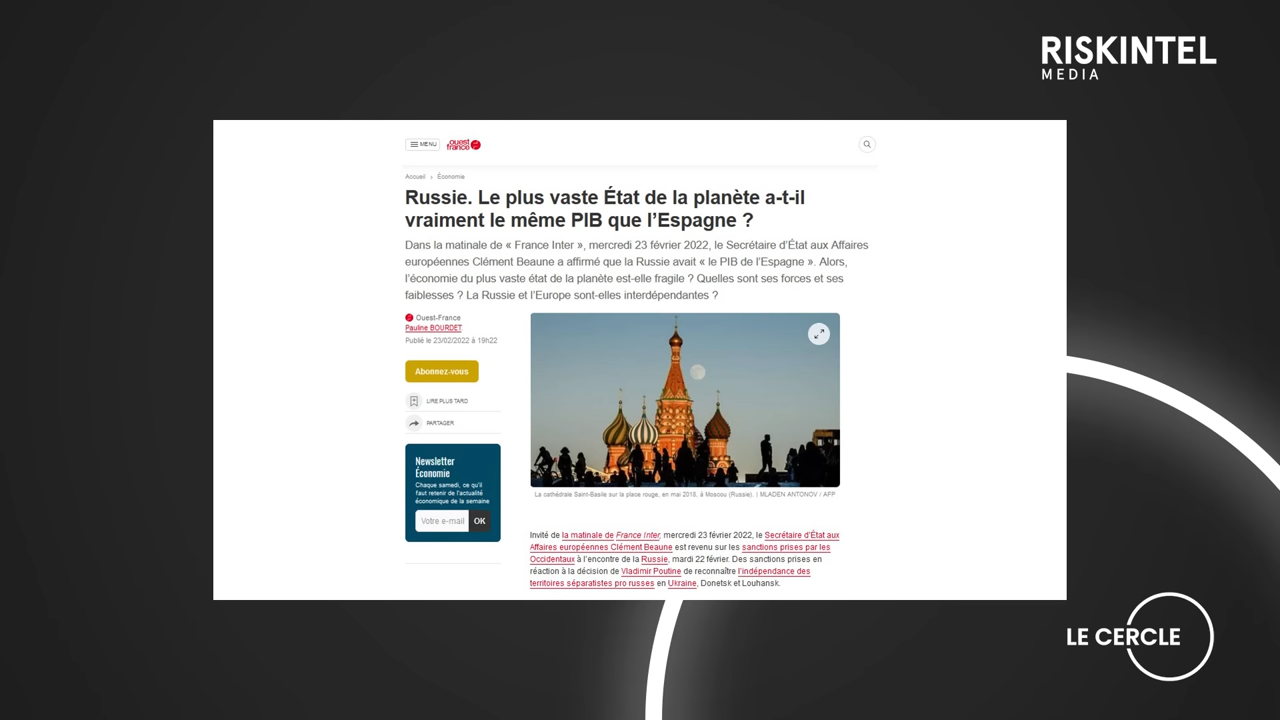 RISKINTEL
MEDIA
MENU
ouest
france
Accueil › Économie
Russie. Le plus vaste État de la planète a-t-il
vraiment le même PIB que l’Espagne ?
Dans la matinale de « France Inter », mercredi 23 février 2022, le Secrétaire d’État aux Affaires
européennes Clément Beaune a affirmé que la Russie avait « le PIB de l’Espagne ». Alors,
l’économie du plus vaste état de la planète est-elle fragile ? Quelles sont ses forces et ses
faiblesses ? La Russie et l’Europe sont-elles interdépendantes ?
Ouest-France
Pauline BOURDET
Publié le 23/02/2022 à 19h22
Abonnez-vous
LIRE PLUS TARD
PARTAGER
Newsletter
Économie
Chaque samedi, ce qu’il
faut retenir de l’actualité
économique de la semaine
Votre e-mail OK
La cathédrale Saint-Basile sur la place rouge, en mai 2018, à Moscou (Russie). | MLADEN ANTONOV / AFP
Invité de la matinale de France Inter, mercredi 23 février 2022, le Secrétaire d’État aux
Affaires européennes Clément Beaune est revenu sur les sanctions prises par les
Occidentaux à l’encontre de la Russie, mardi 22 février. Des sanctions prises en
réaction à la décision de Vladimir Poutine de reconnaître l’indépendance des
territoires séparatistes pro russes en Ukraine, Donetsk et Louhansk.
LE CERCLE